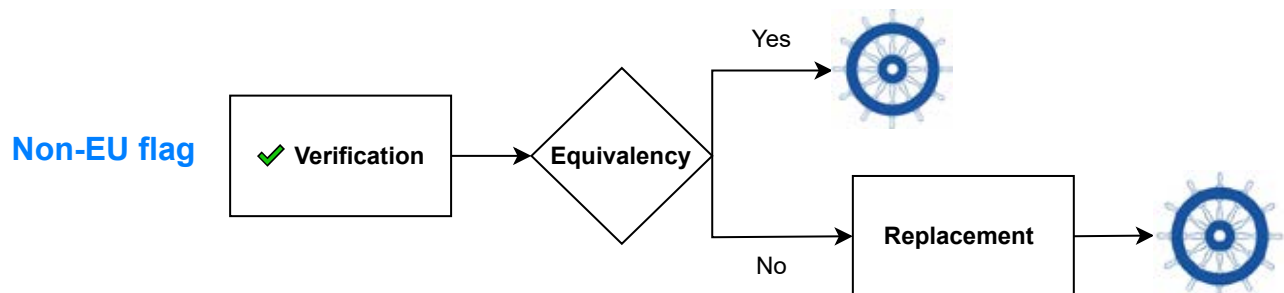 Non-EU flag
Verification
Equivalency
Yes
No
Replacement